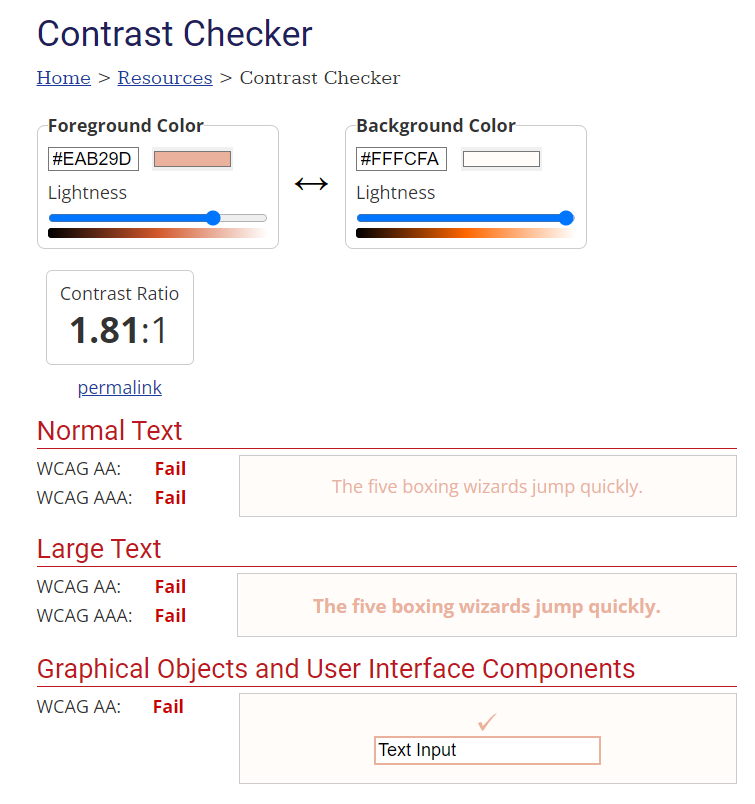 Contrast Checker
Home > Resources > Contrast Checker
Foreground Color
#EAB29D
Lightness
↔
Background Color
#FFFCFA
Lightness
Contrast Ratio
1.81:1
permalink
Normal Text
WCAG AA: Fail
WCAG AAA: Fail
The five boxing wizards jump quickly.
Large Text
WCAG AA: Fail
WCAG AAA: Fail
The five boxing wizards jump quickly.
Graphical Objects and User Interface Components
WCAG AA: Fail
✓
Text Input